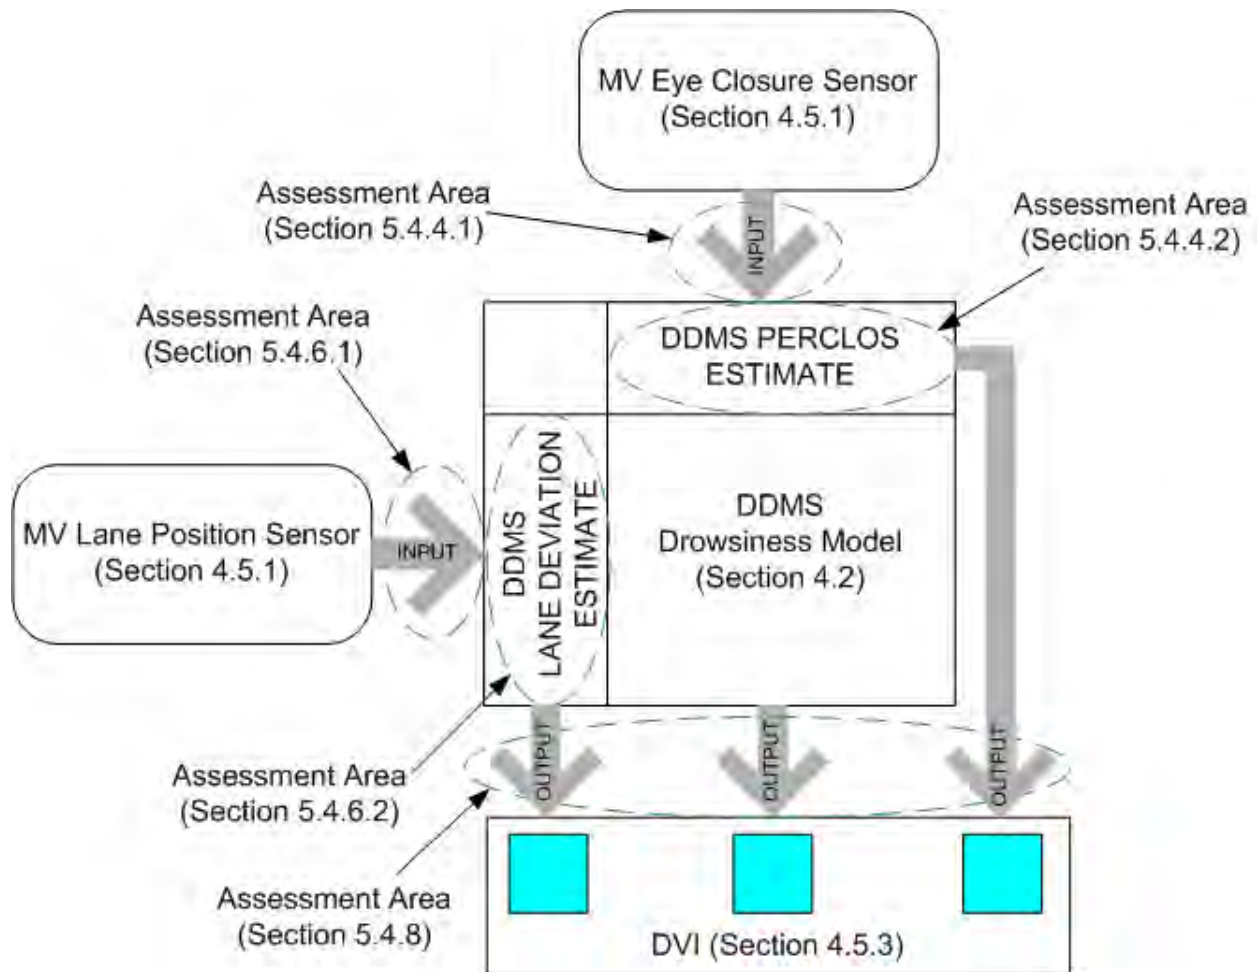 MV Eye Closure Sensor
(Section 4.5.1)
Assessment Area
(Section 5.4.4.1)
INPUT
Assessment Area
(Section 5.4.4.2)
Assessment Area
(Section 5.4.6.1)
DDMS PERCLOS
ESTIMATE
MV Lane Position Sensor
(Section 4.5.1)
INPUT
DDMS
LANE DEVIATION
ESTIMATE
DDMS
Drowsiness Model
(Section 4.2)
OUTPUT
OUTPUT
OUTPUT
Assessment Area
(Section 5.4.6.2)
Assessment Area
(Section 5.4.8)
DVI (Section 4.5.3)